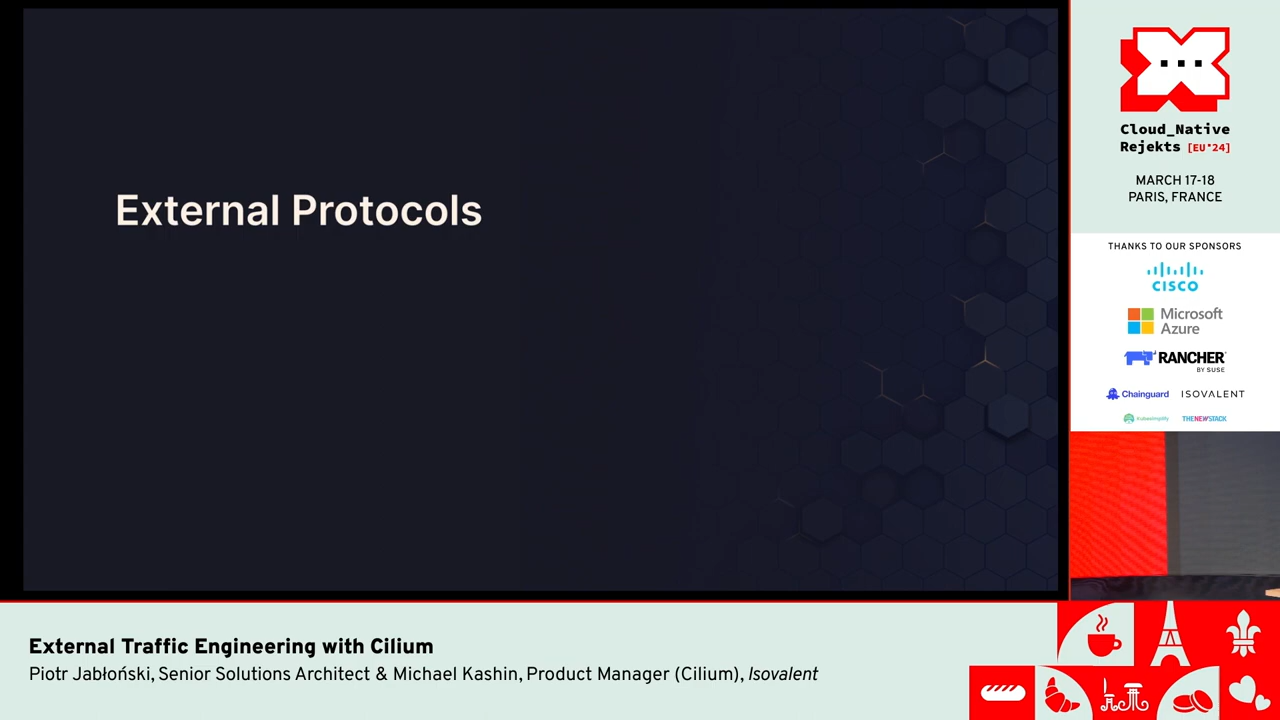 External Protocols
Cloud_Native
Rejekts [EU'24]
MARCH 17-18
PARIS, FRANCE
THANKS TO OUR SPONSORS
CISCO
Microsoft
Azure
RANCHER
BY SUSE
Chainguard
ISOVALENT
Kubesimplify
THENEWSTACK
External Traffic Engineering with Cilium
Piotr Jabłoński, Senior Solutions Architect & Michael Kashin, Product Manager (Cilium), Isovalent